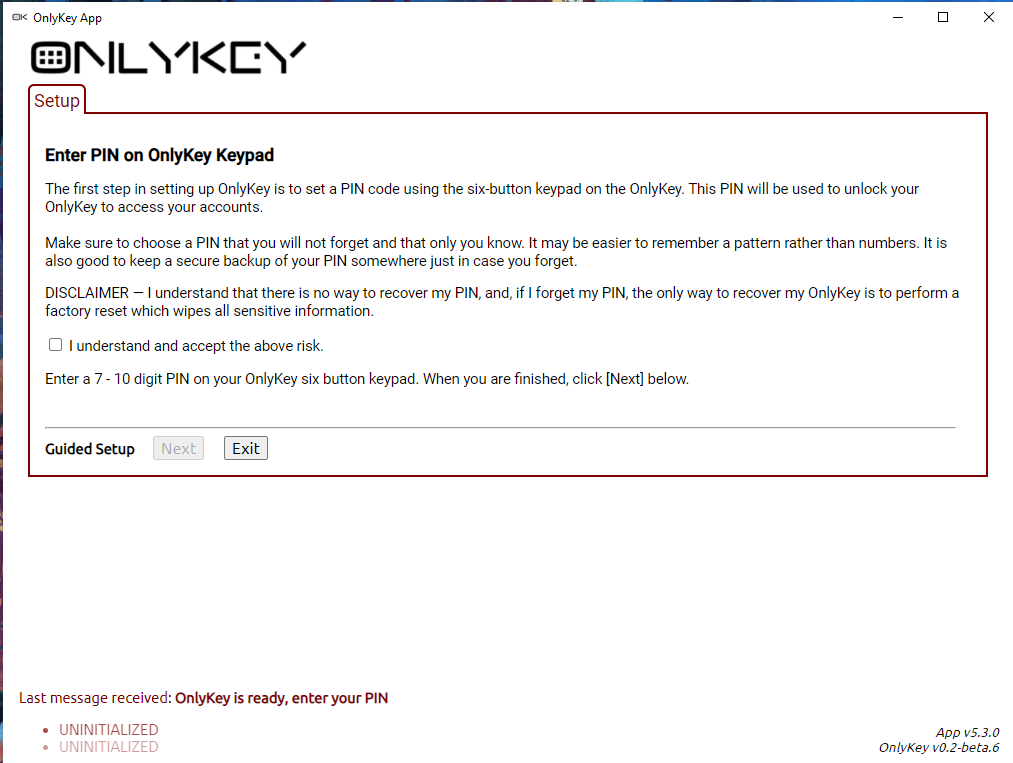 OnlyKey App
ONLYKEY
Setup
Enter PIN on OnlyKey Keypad
The first step in setting up OnlyKey is to set a PIN code using the six-button keypad on the OnlyKey. This PIN will be used to unlock your
OnlyKey to access your accounts.
Make sure to choose a PIN that you will not forget and that only you know. It may be easier to remember a pattern rather than numbers. It is
also good to keep a secure backup of your PIN somewhere just in case you forget.
DISCLAIMER — I understand that there is no way to recover my PIN, and, if I forget my PIN, the only way to recover my OnlyKey is to perform a
factory reset which wipes all sensitive information.
I understand and accept the above risk.
Enter a 7 - 10 digit PIN on your OnlyKey six button keypad. When you are finished, click [Next] below.
Guided Setup Next Exit
Last message received: OnlyKey is ready, enter your PIN
• UNINITIALIZED
• UNINITIALIZED
App v5.3.0
OnlyKey v0.2-beta.6